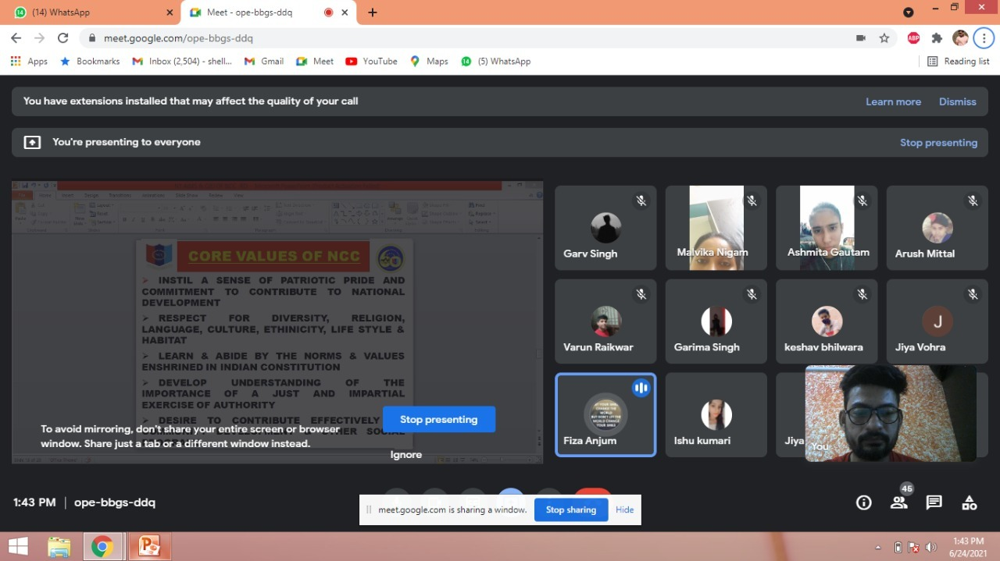 (14) WhatsApp
Meet - ope-bbgs-ddq
meet.google.com/ope-bbgs-ddq
ABP
Apps
Bookmarks
Inbox (2,504) - shell...
Gmail
Meet
YouTube
Maps
(5) WhatsApp
Reading list
You have extensions installed that may affect the quality of your call
Learn more
Dismiss
You're presenting to everyone
Stop presenting
CORE VALUES OF NCC
INSTIL A SENSE OF PATRIOTIC PRIDE AND
COMMITMENT TO CONTRIBUTE TO NATIONAL
DEVELOPMENT
RESPECT FOR DIVERSITY, RELIGION,
LANGUAGE, CULTURE, ETHINICITY, LIFE STYLE &
HABITAT
LEARN & ABIDE BY THE NORMS & VALUES
ENSHRINED IN INDIAN CONSTITUTION
DEVELOP UNDERSTANDING OF THE
IMPORTANCE OF A JUST AND IMPARTIAL
EXERCISE OF AUTHORITY
DESIRE TO CONTRIBUTE EFFECTIVELY
To avoid mirroring, don't share your entire screen or browser
window. Share just a tab or a different window instead.
Stop presenting
Ignore
Garv Singh
Malvika Nigam
Ashmita Gautam
Arush Mittal
Varun Raikwar
Garima Singh
keshav bhilwara
J
Jiya Vohra
Fiza Anjum
Ishu kumari
Jiya
You
1:43 PM | ope-bbgs-ddq
meet.google.com is sharing a window.
Stop sharing
Hide
45
1:43 PM
6/24/2021